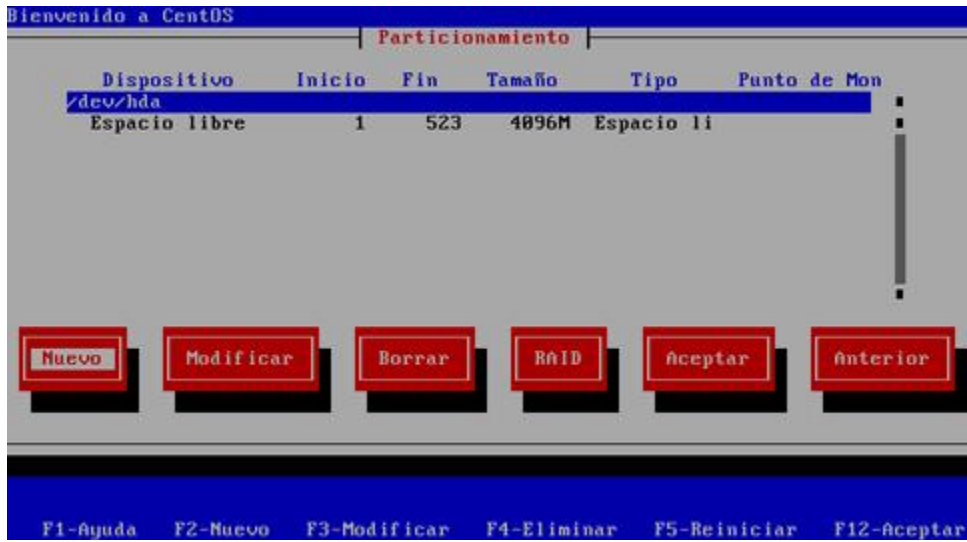 Bienvenido a CentOS
Particionamiento
Dispositivo Inicio Fin Tamaño Tipo Punto de Mon
/dev/hda
Espacio libre 1 523 4096M Espacio li
Nuevo Modificar Borrar RAID Aceptar Anterior
F1-Ayuda F2-Nuevo F3-Modificar F4-Eliminar F5-Reiniciar F12-Aceptar